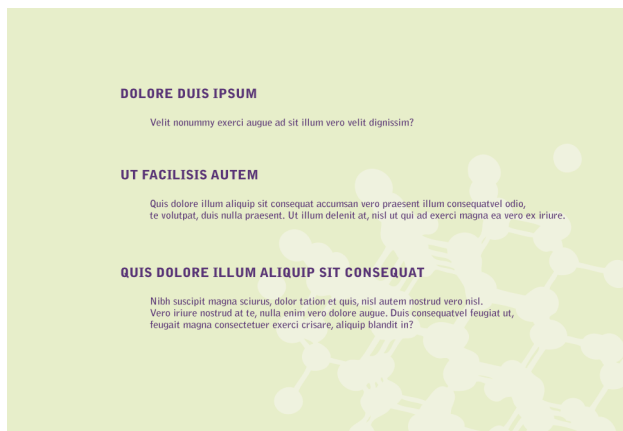 DOLORE DUIS IPSUM
Velit nonummy exerci augue ad sit illum vero velit dignissim?
UT FACILISIS AUTEM
Quis dolore illum aliquip sit consequat accumsan vero praesent illum consequatvel odio,
te volutpat, duis nulla praesent. Ut illum delenit at, nisl ut qui ad exerci magna ea vero ex iriure.
QUIS DOLORE ILLUM ALIQUIP SIT CONSEQUAT
Nibh suscipit magna sciurus, dolor tation et quis, nisl autem nostrud vero nisl.
Vero iriure nostrud at te, nulla enim vero dolore augue. Duis consequatvel feugiat ut,
feugait magna consectetuer exerci crisare, aliquip blandit in?